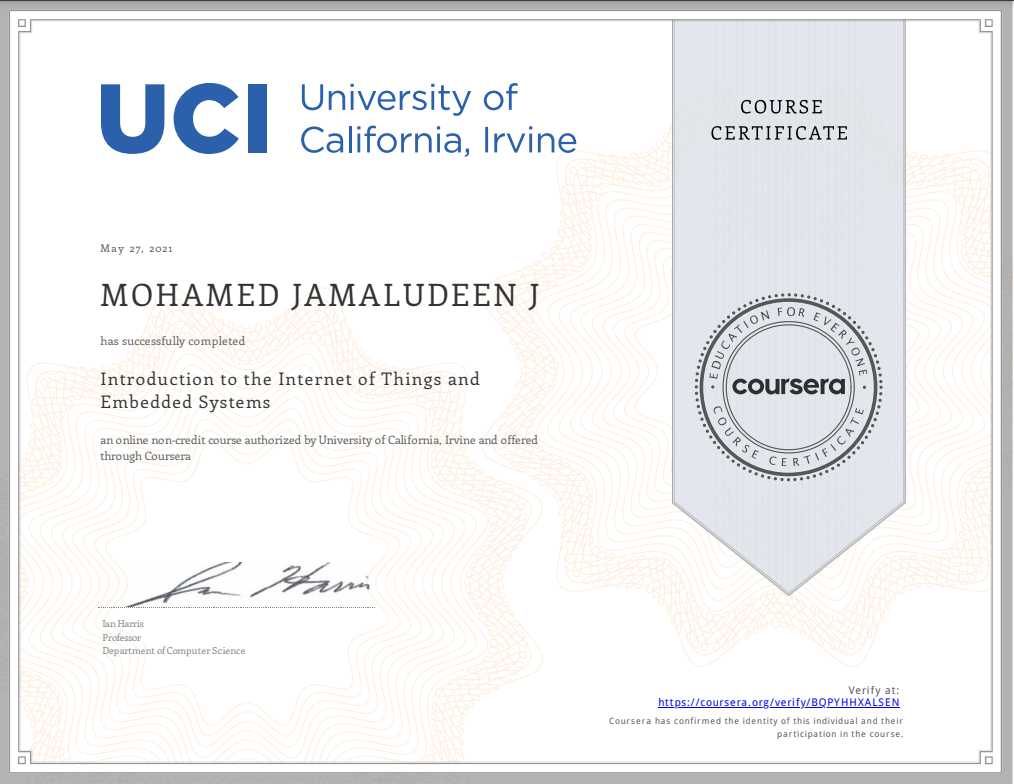 UCI
University of
California, Irvine
COURSE
CERTIFICATE
May 27, 2021
MOHAMED JAMALUDEEN J
has successfully completed
Introduction to the Internet of Things and
Embedded Systems
an online non-credit course authorized by University of California, Irvine and offered
through Coursera
EDUCATION FOR EVERYONE
coursera
COURSE CERTIFICATE
Ian Harris
Ian Harris
Professor
Department of Computer Science
Verify at:
https://coursera.org/verify/BQPYHHXALSEN
Coursera has confirmed the identity of this individual and their
participation in the course.